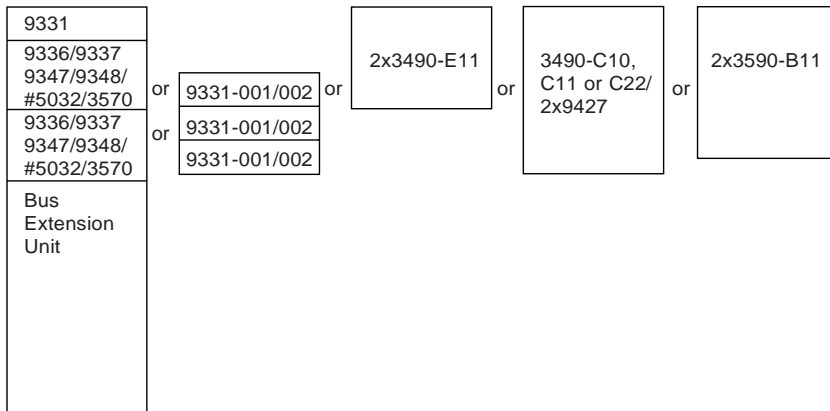 9331
9336/9337
9347/9348/
#5032/3570
9336/9337
9347/9348/
#5032/3570
Bus
Extension
Unit
or
or
9331-001/002
9331-001/002
9331-001/002
or
2x3490-E11
or
3490-C10,
C11 or C22/
2x9427
or
2x3590-B11